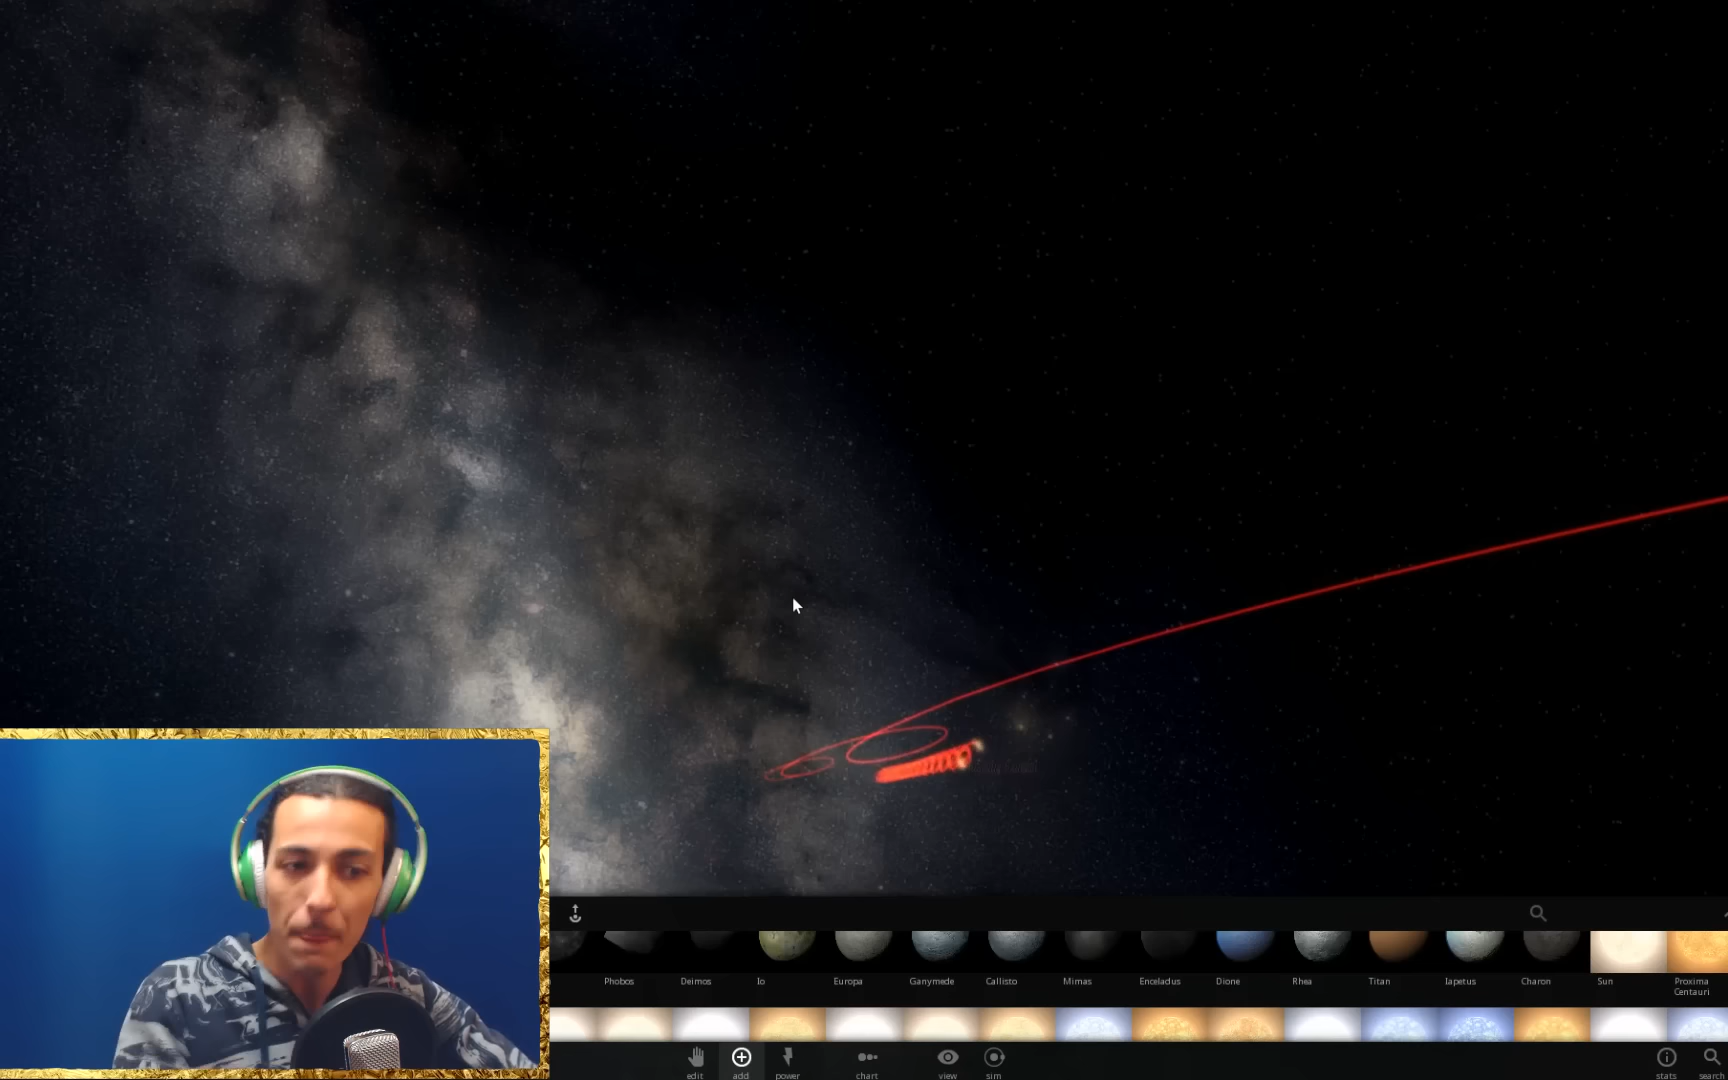 Phobos
Deimos
Io
Europa
Ganymede
Callisto
Mimas
Enceladus
Dione
Rhea
Titan
Iapetus
Charon
Sun
Proxima
Centauri
edit
add
power
chart
view
sim
stats
search